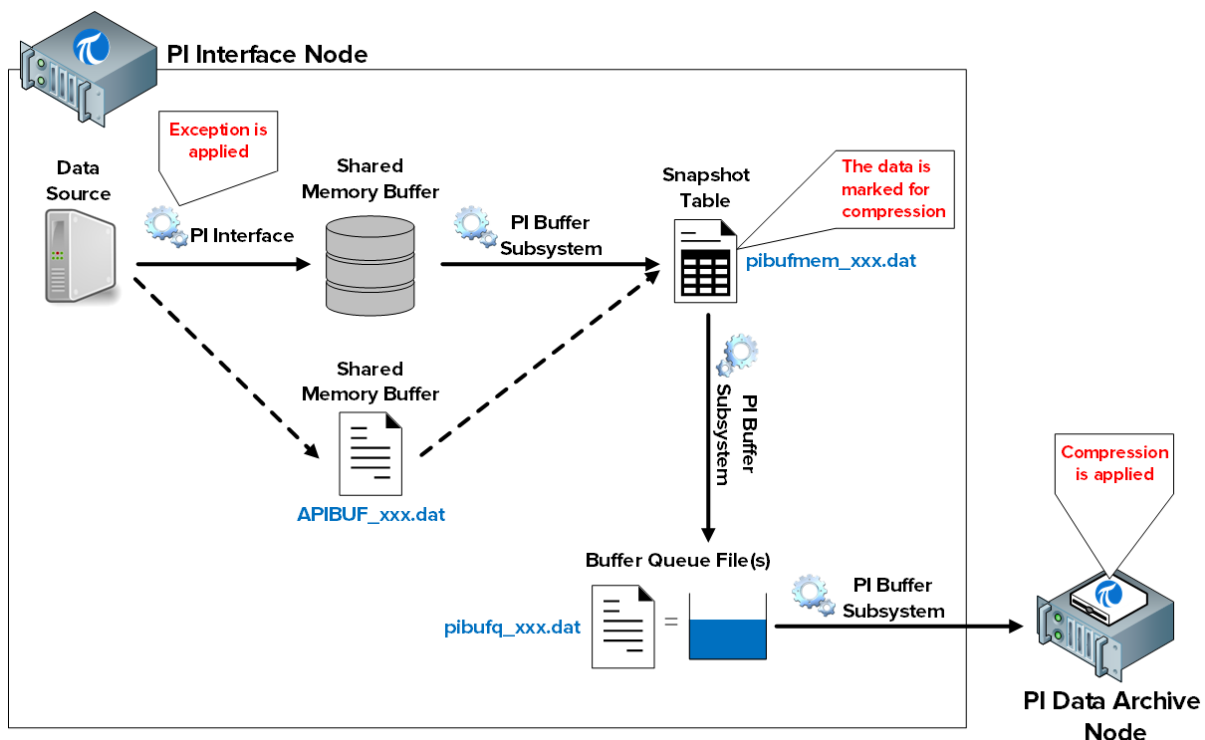 PI Interface Node
Exception is
applied
Data
Source
PI Interface
Shared
Memory Buffer
PI Buffer
Subsystem
Snapshot
Table
The data is
marked for
compression
pibufmem_xxx.dat
Shared
Memory Buffer
APIBUF_xxx.dat
PI Buffer
Subsystem
Buffer Queue File(s)
pibufq_xxx.dat
=
PI Buffer
Subsystem
Compression
is applied
PI Data Archive
Node